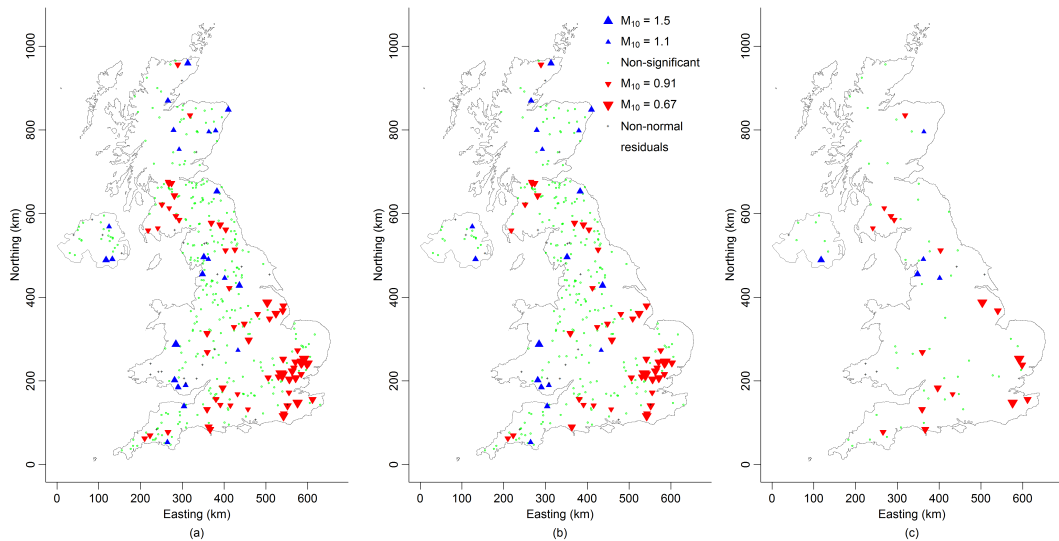 M10 = 1.5
M10 = 1.1
Non-significant
M10 = 0.91
M10 = 0.67
Non-normal
residuals
Northing (km)
0
200
400
600
800
1000
0 100 200 300 400 500 600
Easting (km)
(a)
Northing (km)
0
200
400
600
800
1000
0 100 200 300 400 500 600
Easting (km)
(b)
Northing (km)
0
200
400
600
800
1000
0 100 200 300 400 500 600
Easting (km)
(c)